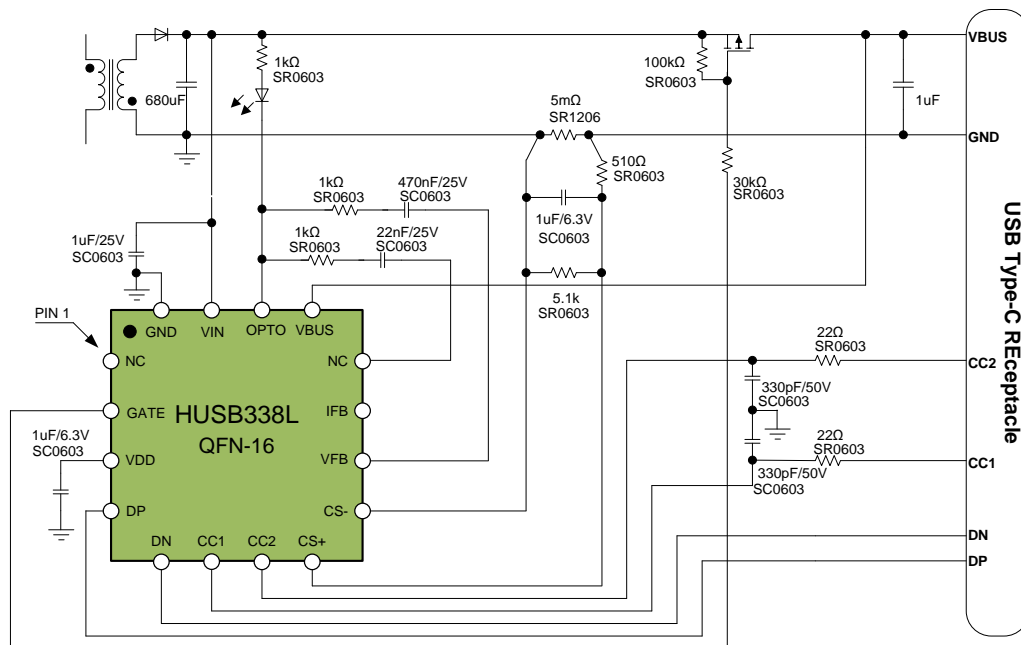 VBUS
1kΩ
SR0603
100kΩ
SR0603
680uF
5mΩ
SR1206
1uF
GND
510Ω
SR0603
30kΩ
SR0603
1kΩ
SR0603
470nF/25V
SC0603
1uF/6.3V
SC0603
1kΩ
SR0603
22nF/25V
SC0603
1uF/25V
SC0603
5.1k
SR0603
PIN 1
GND
VIN
OPTO
VBUS
NC
NC
GATE
HUSB338L
QFN-16
IFB
1uF/6.3V
SC0603
VDD
VFB
DP
CS-
DN
CC1
CC2
CS+
22Ω
SR0603
CC2
330pF/50V
SC0603
22Ω
SR0603
CC1
330pF/50V
SC0603
DN
DP
USB Type-C REceptacle